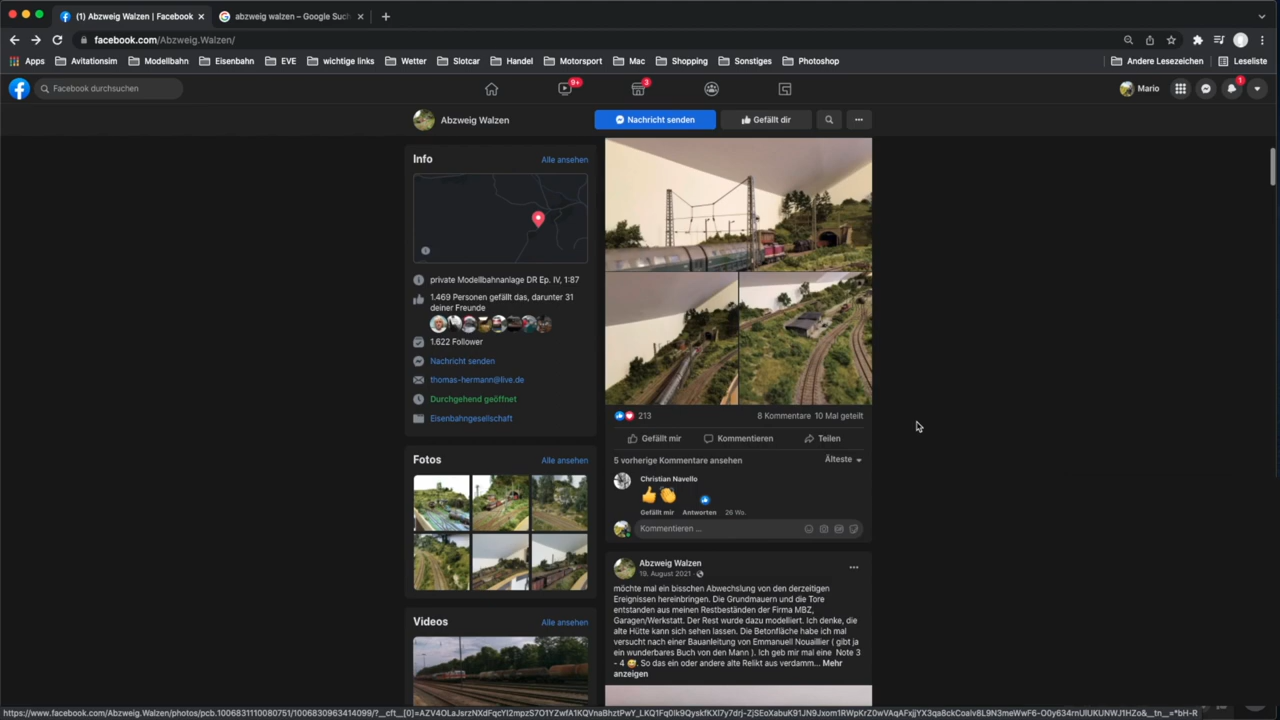 (1) Abzweig Walzen | Facebook
abzweig walzen – Google Such
facebook.com/Abzweig.Walzen/
Apps Avitationsim Modellbahn Eisenbahn EVE wichtige links Wetter Slotcar Handel Motorsport Mac Shopping Sonstiges Photoshop Andere Lesezeichen Leseliste
Facebook durchsuchen
9+
3
Mario
1
Abzweig Walzen
Nachricht senden
Gefällt dir
Info
Alle ansehen
private Modellbahnanlage DR Ep. IV, 1:87
1.469 Personen gefällt das, darunter 31
deiner Freunde
1.622 Follower
Nachricht senden
thomas-hermann@live.de
Durchgehend geöffnet
Eisenbahngesellschaft
Fotos
Alle ansehen
Videos
Alle ansehen
213
8 Kommentare 10 Mal geteilt
Gefällt mir
Kommentieren
Teilen
5 vorherige Kommentare ansehen
Älteste
Christian Navello
👍👏
Gefällt mir Antworten 26 Wo.
Kommentieren ...
Abzweig Walzen
19. August 2021 ·
möchte mal ein bisschen Abwechslung von den derzeitigen
Ereignissen hereinbringen. Die Grundmauern und die Tore
entstanden aus meinen Restbeständen der Firma MBZ,
Garagen/Werkstatt. Der Rest wurde dazu modelliert. Ich denke, die
alte Hütte kann sich sehen lassen. Die Betonfläche habe ich mal
versucht nach einer Bauanleitung von Emmanuell Nouaillier ( gibt ja
ein wunderbares Buch von den Mann ). Ich geb mir mal eine Note 3
- 4 😅. So das ein oder andere alte Relikt aus verdamm... Mehr
anzeigen